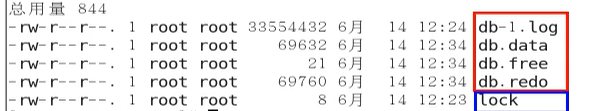 总用量 844
-rw-r--r--. 1 root root 33554432 6月 14 12:24 db-1.log
-rw-r--r--. 1 root root 69632 6月 14 12:34 db.data
-rw-r--r--. 1 root root 21 6月 14 12:34 db.free
-rw-r--r--. 1 root root 69760 6月 14 12:34 db.redo
-rw-r--r--. 1 root root 8 6月 14 12:23 lock